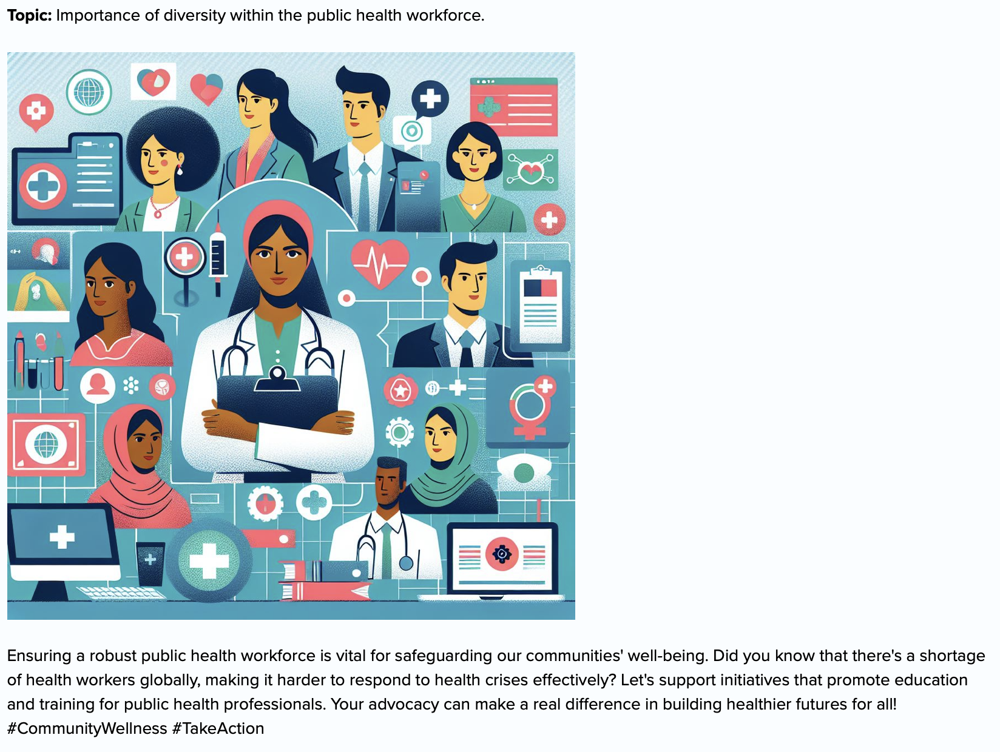 Topic: Importance of diversity within the public health workforce.
Ensuring a robust public health workforce is vital for safeguarding our communities' well-being. Did you know that there's a shortage
of health workers globally, making it harder to respond to health crises effectively? Let's support initiatives that promote education
and training for public health professionals. Your advocacy can make a real difference in building healthier futures for all!
#CommunityWellness #TakeAction